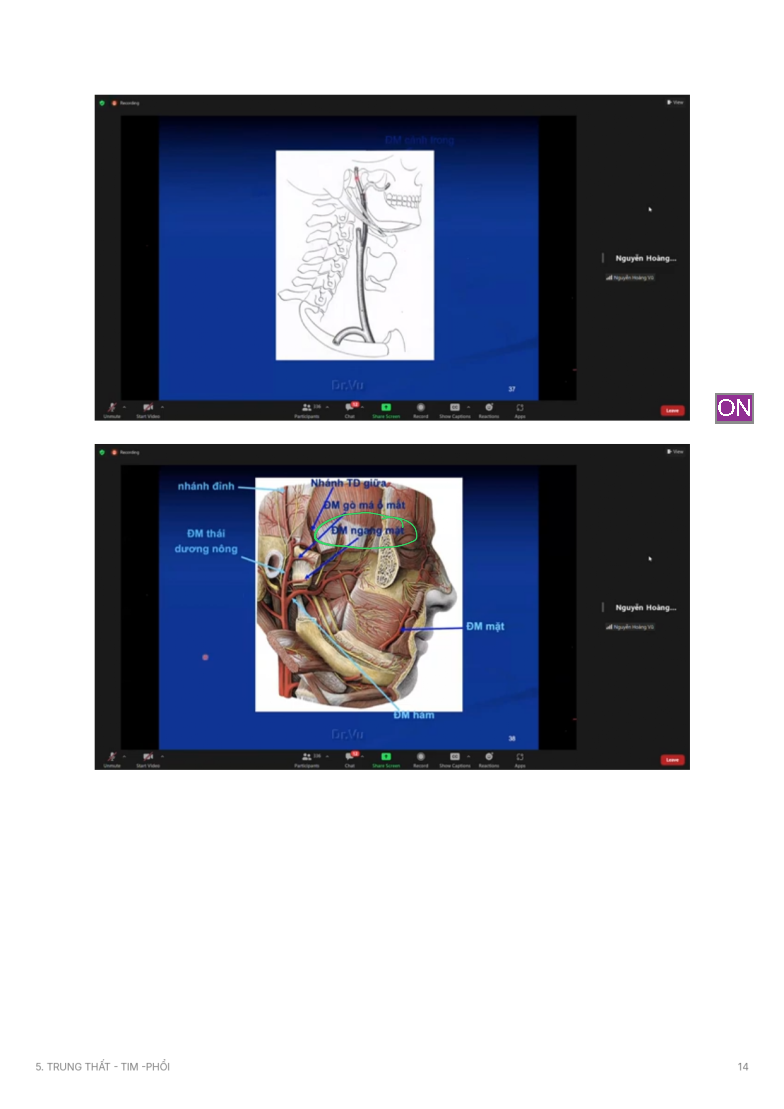 Recording
View
ĐM cảnh trong
Nguyễn Hoàng...
Nguyễn Hoàng Vũ
Dr.Vu
37
Unmute
Start Video
Participants
Chat
Share Screen
Record
Show Captions
Reactions
Apps
Leave
ON
Recording
View
nhánh đỉnh
Nhánh TD giữa
ĐM gò má ổ mắt
ĐM ngang mặt
ĐM thái
dương nông
Nguyễn Hoàng...
Nguyễn Hoàng Vũ
ĐM mặt
ĐM hàm
Dr.Vu
38
Unmute
Start Video
Participants
Chat
Share Screen
Record
Show Captions
Reactions
Apps
Leave
5. TRUNG THẤT - TIM -PHỔI
14